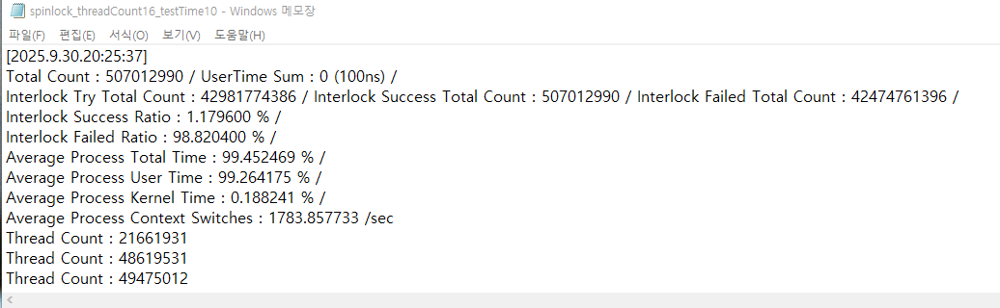 spinlock_threadCount16_testTime10 - Windows 메모장
파일(F) 편집(E) 서식(O) 보기(V) 도움말(H)
[2025.9.30.20:25:37]
Total Count : 507012990 / UserTime Sum : 0 (100ns) /
Interlock Try Total Count : 42981774386 / Interlock Success Total Count : 507012990 / Interlock Failed Total Count : 42474761396 /
Interlock Success Ratio : 1.179600 % /
Interlock Failed Ratio : 98.820400 % /
Average Process Total Time : 99.452469 % /
Average Process User Time : 99.264175 % /
Average Process Kernel Time : 0.188241 % /
Average Process Context Switches : 1783.857733 /sec
Thread Count : 21661931
Thread Count : 48619531
Thread Count : 49475012